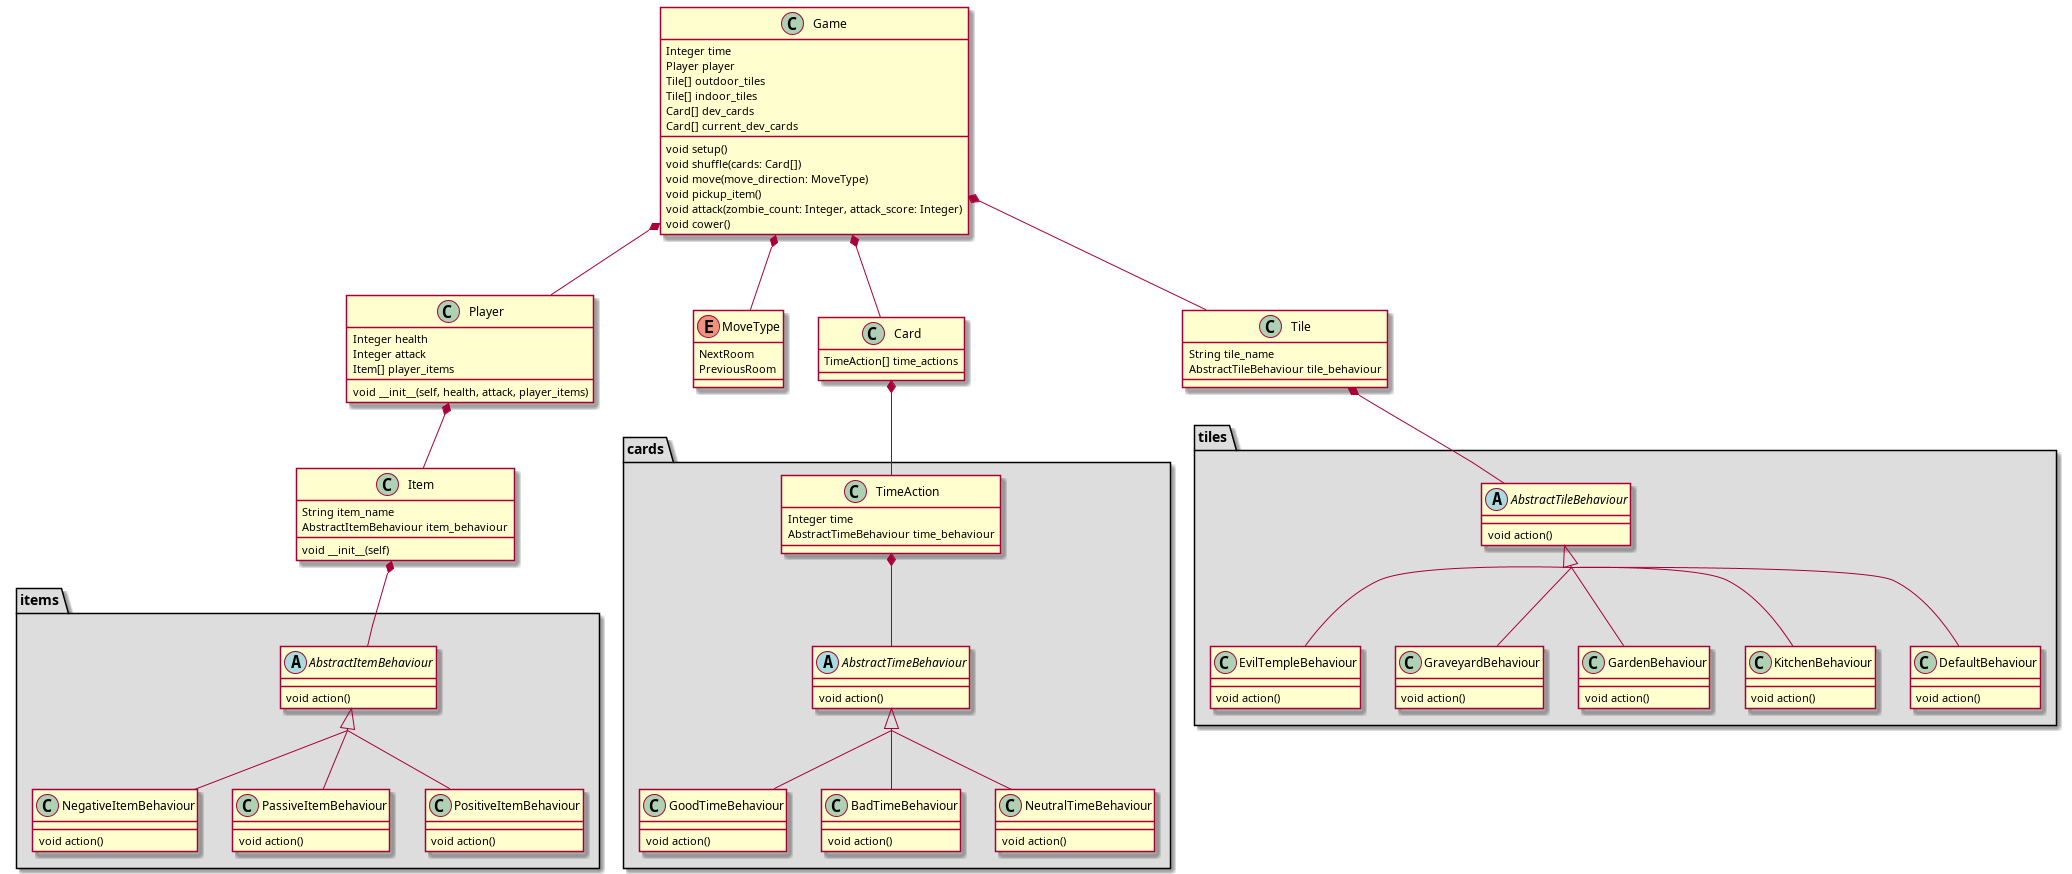 C Game
Integer time
Player player
Tile[] outdoor_tiles
Tile[] indoor_tiles
Card[] dev_cards
Card[] current_dev_cards
void setup()
void shuffle(cards: Card[])
void move(move_direction: MoveType)
void pickup_item()
void attack(zombie_count: Integer, attack_score: Integer)
void cower()
C Player
Integer health
Integer attack
Item[] player_items
void __init__(self, health, attack, player_items)
E MoveType
NextRoom
PreviousRoom
C Card
TimeAction[] time_actions
C Tile
String tile_name
AbstractTileBehaviour tile_behaviour
C Item
String item_name
AbstractItemBehaviour item_behaviour
void __init__(self)
items
A AbstractItemBehaviour
void action()
C NegativeItemBehaviour
void action()
C PassiveItemBehaviour
void action()
C PositiveItemBehaviour
void action()
cards
C TimeAction
Integer time
AbstractTimeBehaviour time_behaviour
A AbstractTimeBehaviour
void action()
C GoodTimeBehaviour
void action()
C BadTimeBehaviour
void action()
C NeutralTimeBehaviour
void action()
tiles
A AbstractTileBehaviour
void action()
C EvilTempleBehaviour
void action()
C GraveyardBehaviour
void action()
C GardenBehaviour
void action()
C KitchenBehaviour
void action()
C DefaultBehaviour
void action()